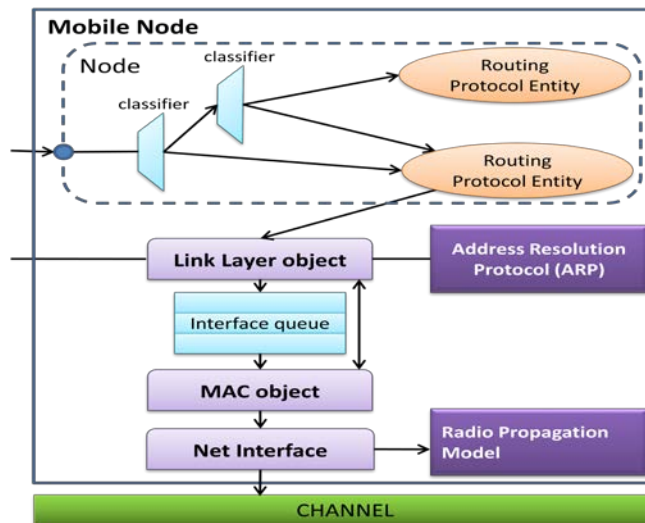 Mobile Node
Node
classifier
classifier
Routing
Protocol Entity
Routing
Protocol Entity
Link Layer object
Address Resolution
Protocol (ARP)
Interface queue
MAC object
Net Interface
Radio Propagation
Model
CHANNEL